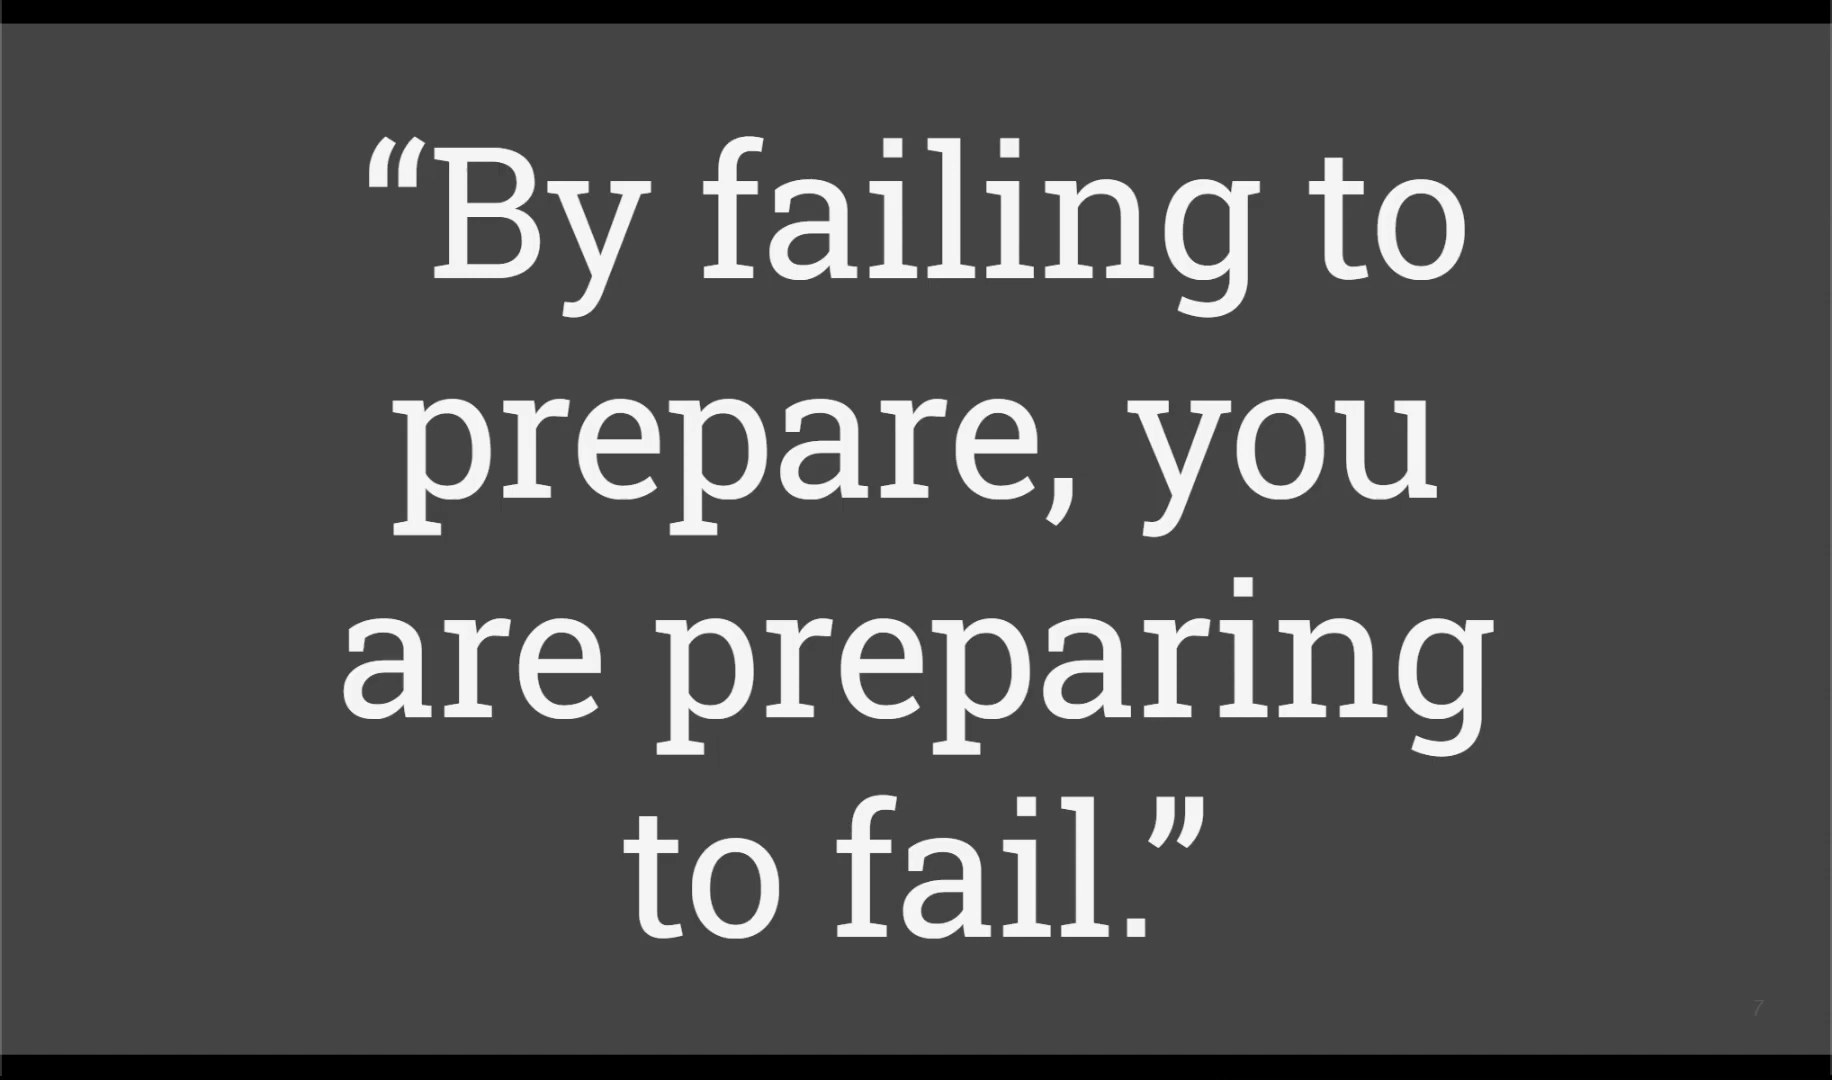 “By failing to
prepare, you
are preparing
to fail.”
7